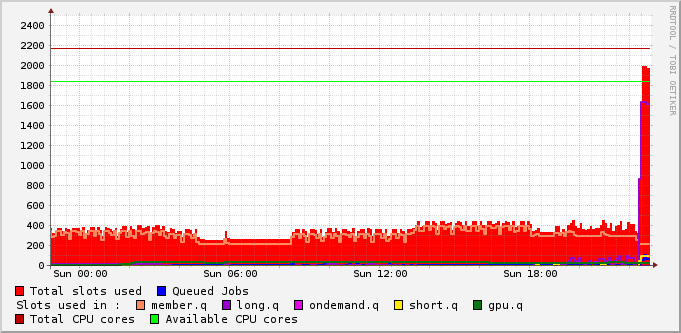 RRDTOOL / TOBI OETIKER
2400
2200
2000
1800
1600
1400
1200
1000
800
600
400
200
0
Sun 00:00 Sun 06:00 Sun 12:00 Sun 18:00
Total slots used Queued Jobs
Slots used in : member.q long.q ondemand.q short.q gpu.q
Total CPU cores Available CPU cores